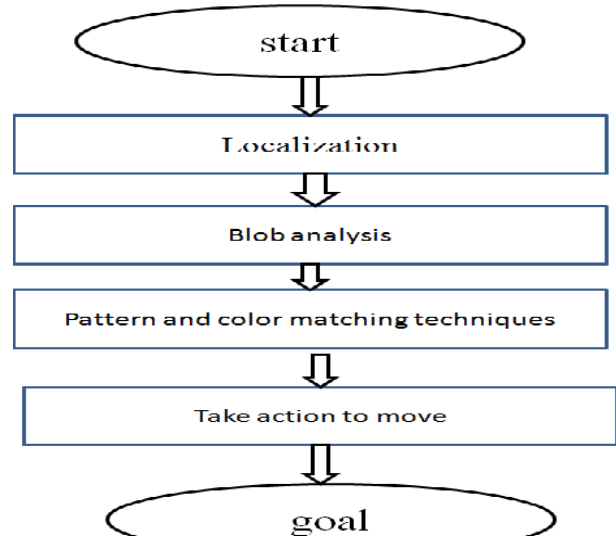 start
Localization
Blob analysis
Pattern and color matching techniques
Take action to move
goal